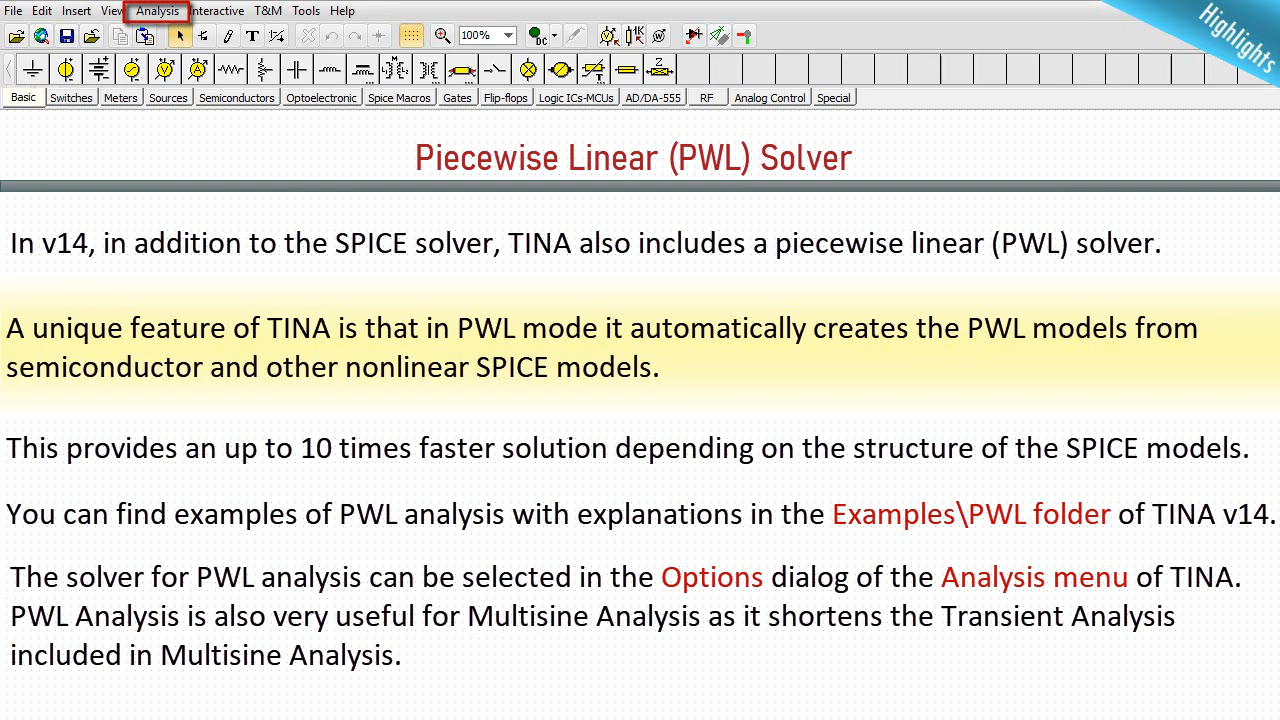 File Edit Insert View Analysis Interactive T&M Tools Help
Highlights
100%
DC
Basic Switches Meters Sources Semiconductors Optoelectronic Spice Macros Gates Flip-flops Logic ICs-MCUs AD/DA-555 RF Analog Control Special
Piecewise Linear (PWL) Solver
In v14, in addition to the SPICE solver, TINA also includes a piecewise linear (PWL) solver.
A unique feature of TINA is that in PWL mode it automatically creates the PWL models from
semiconductor and other nonlinear SPICE models.
This provides an up to 10 times faster solution depending on the structure of the SPICE models.
You can find examples of PWL analysis with explanations in the Examples\PWL folder of TINA v14.
The solver for PWL analysis can be selected in the Options dialog of the Analysis menu of TINA.
PWL Analysis is also very useful for Multisine Analysis as it shortens the Transient Analysis
included in Multisine Analysis.